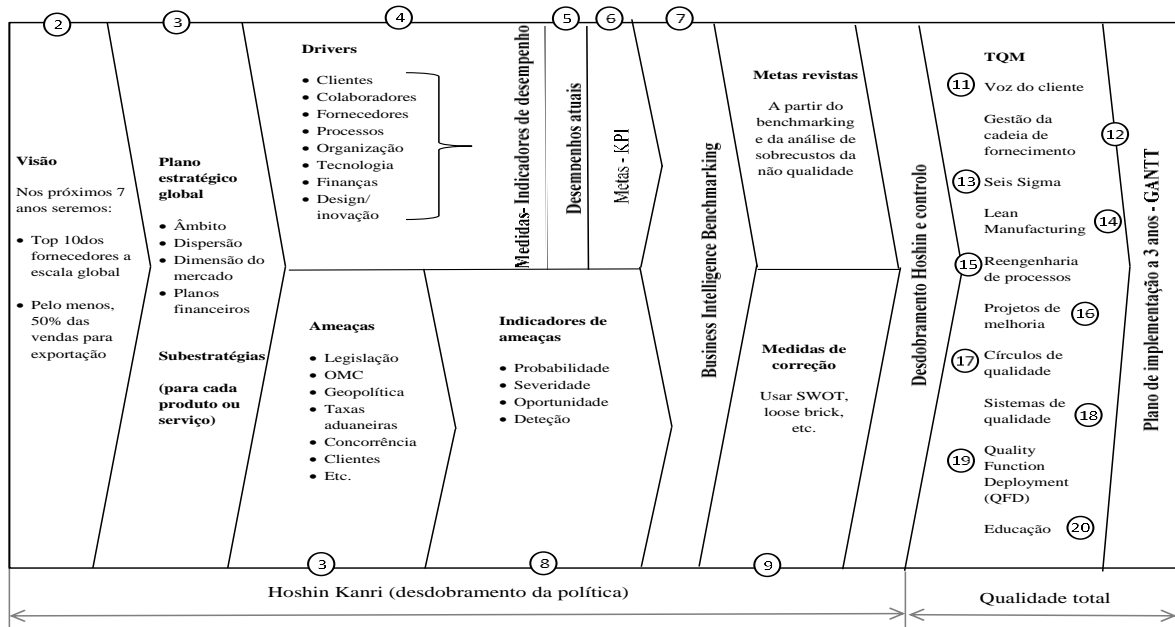 2
3
4
5
6
7
Visão
Nos próximos 7
anos seremos:
• Top 10dos
fornecedores a
escala global
• Pelo menos,
50% das
vendas para
exportação
Plano
estratégico
global
• Âmbito
• Dispersão
• Dimensão do
mercado
• Planos
financeiros
Subestratégias
(para cada
produto ou
serviço)
Drivers
• Clientes
• Colaboradores
• Fornecedores
• Processos
• Organização
• Tecnologia
• Finanças
• Design/
inovação
Medidas- Indicadores de desempenho
Desempenhos atuais
Metas - KPI
Ameaças
• Legislação
• OMC
• Geopolítica
• Taxas
aduaneiras
• Concorrência
• Clientes
• Etc.
3
Indicadores de
ameaças
• Probabilidade
• Severidade
• Oportunidade
• Deteção
8
Business Intelligence Benchmarking
Metas revistas
A partir do
benchmarking
e da análise de
sobrecustos da
não qualidade
Medidas de
correção
Usar SWOT,
loose brick,
etc.
9
Desdobramento Hoshin e controlo
TQM
11 Voz do cliente
Gestão da
cadeia de
fornecimento
12
13 Seis Sigma
Lean
Manufacturing
14
15 Reengenharia
de processos
Projetos de
melhoria
16
17 Círculos de
qualidade
Sistemas de
qualidade
18
19 Quality
Function
Deployment
(QFD)
Educação 20
Plano de implementação a 3 anos - GANTT
Hoshin Kanri (desdobramento da política)
Qualidade total